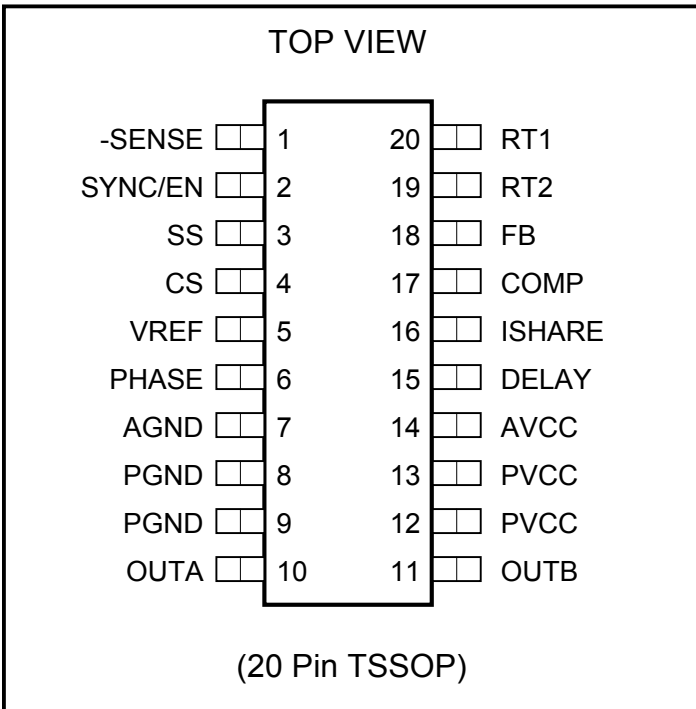 TOP VIEW
-SENSE 1 20 RT1
SYNC/EN 2 19 RT2
SS 3 18 FB
CS 4 17 COMP
VREF 5 16 ISHARE
PHASE 6 15 DELAY
AGND 7 14 AVCC
PGND 8 13 PVCC
PGND 9 12 PVCC
OUTA 10 11 OUTB
(20 Pin TSSOP)